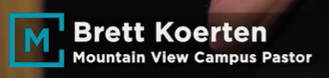 M
Brett Koerten
Mountain View Campus Pastor